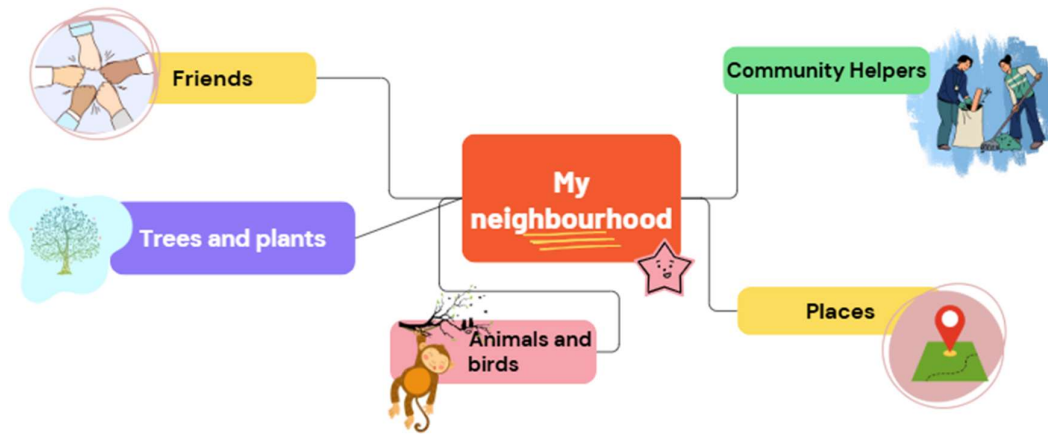 Friends
Community Helpers
My
neighbourhood
Trees and plants
Places
Animals and
birds